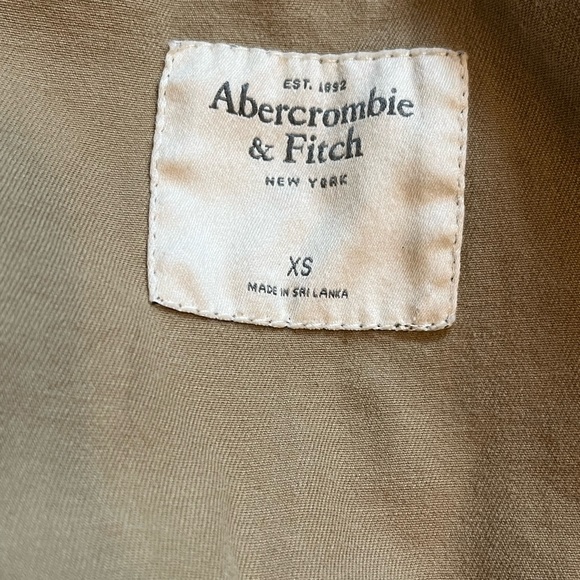 EST. 1892
Abercrombie
& Fitch
NEW YORK
XS
MADE IN SRI LANKA